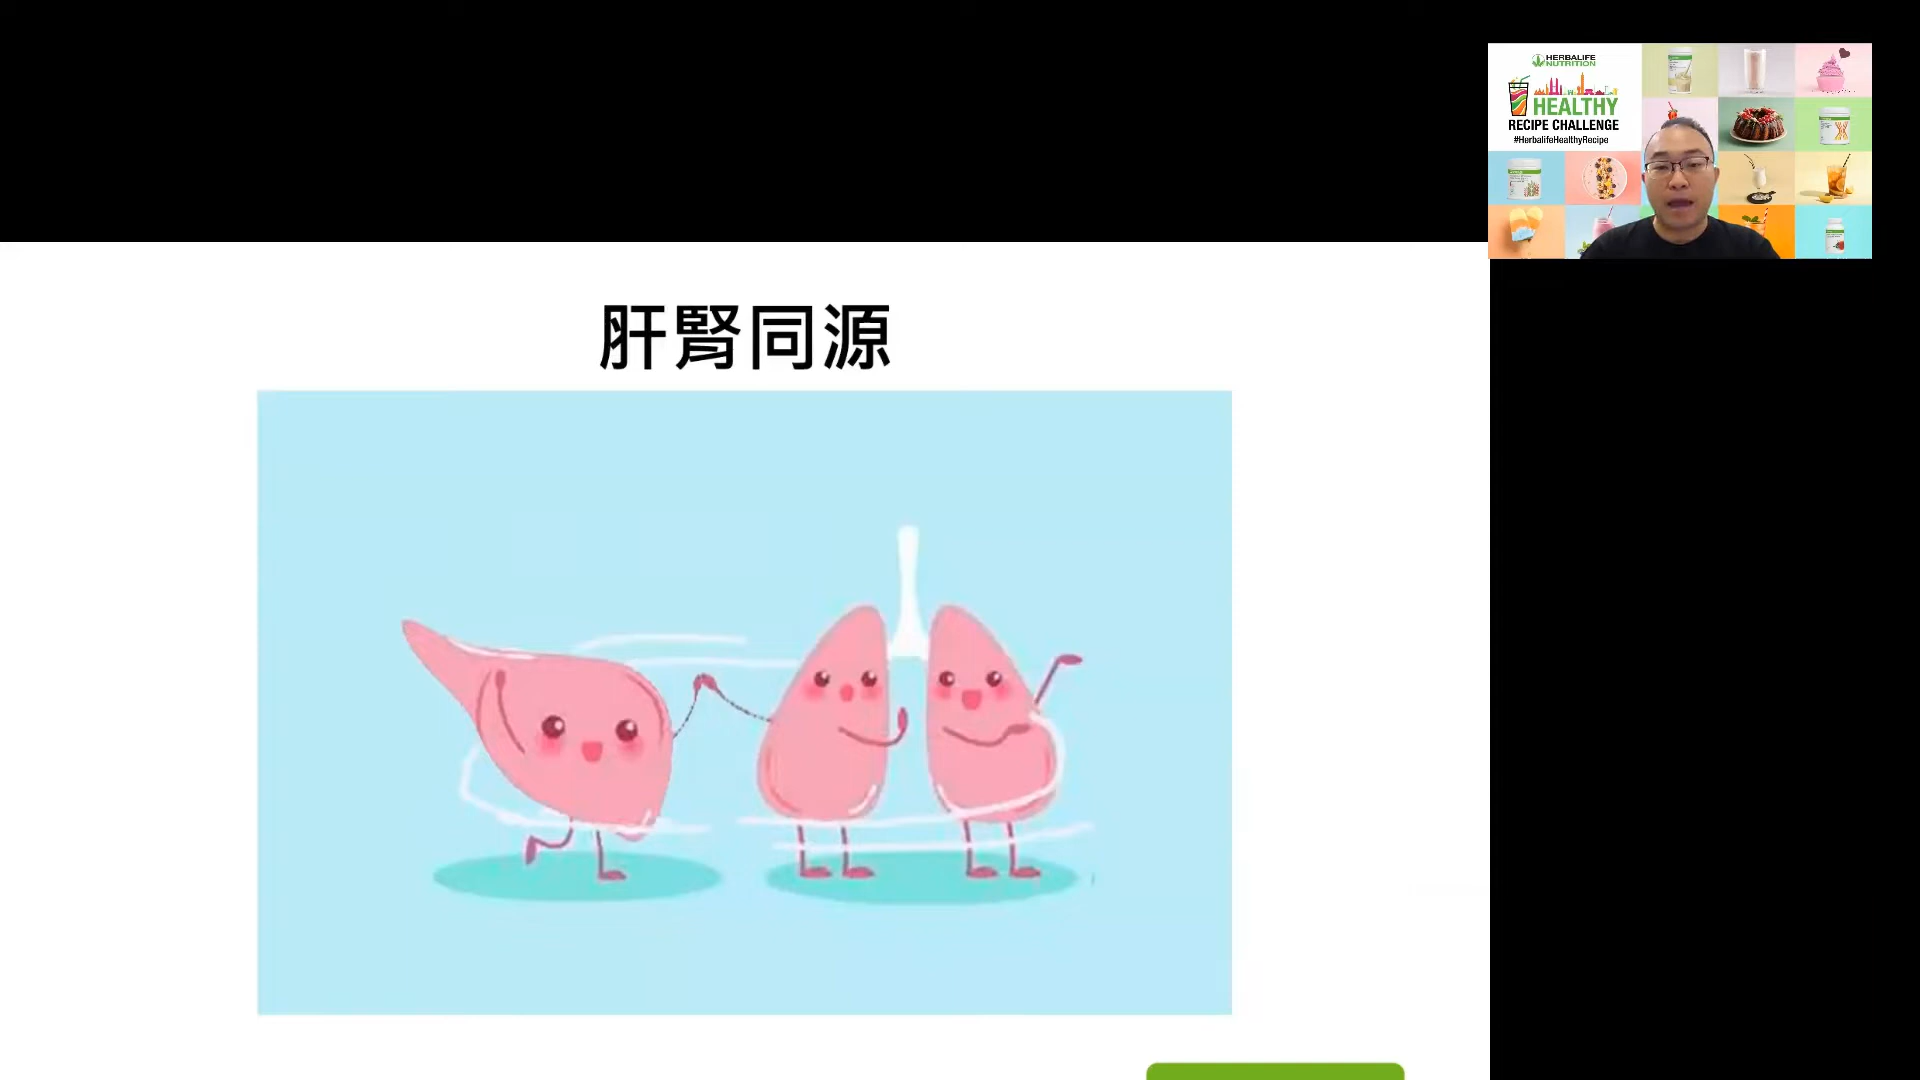 HERBALIFE
NUTRITION
HEALTHY
RECIPE CHALLENGE
#HerbalifeHealthyRecipe
肝腎同源